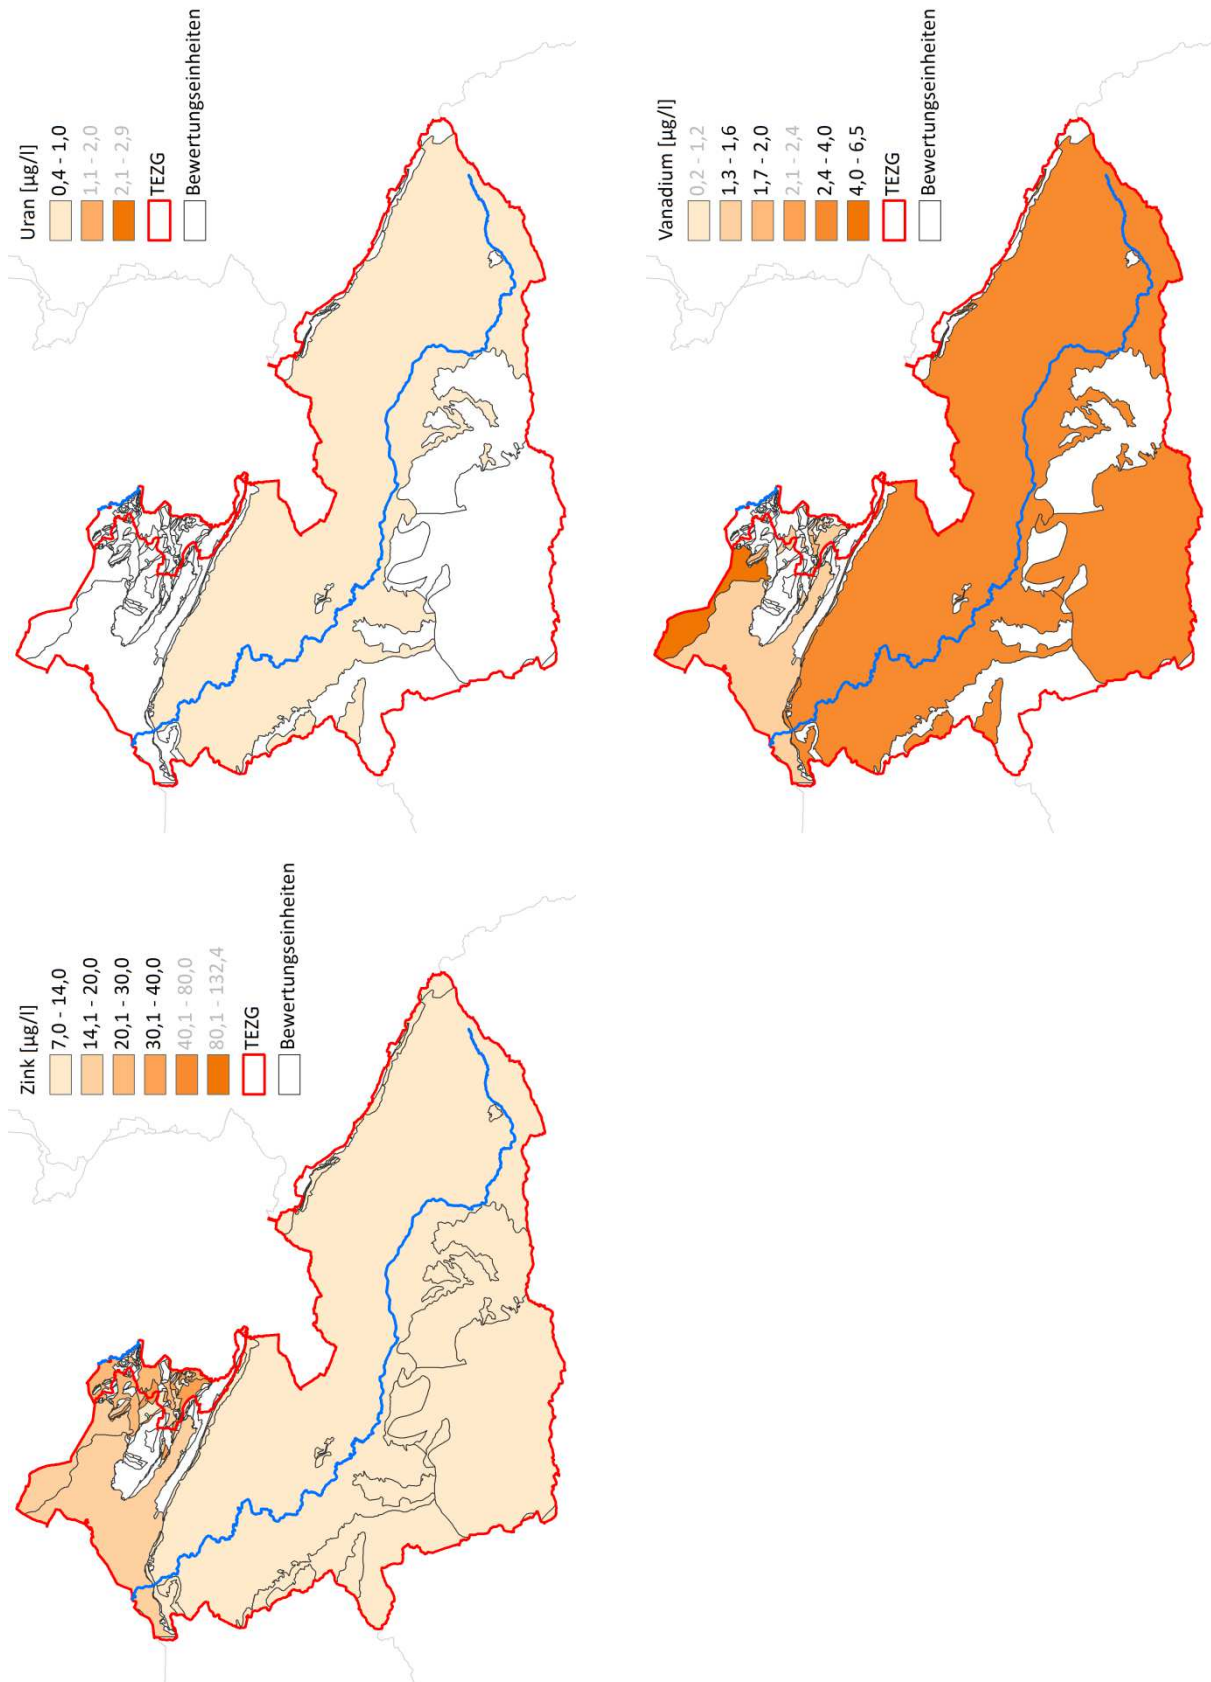 Zink [µg/l]
7,0 - 14,0
14,1 - 20,0
20,1 - 30,0
30,1 - 40,0
40,1 - 80,0
80,1 - 132,4
TEZG
Bewertungseinheiten
Uran [µg/l]
0,4 - 1,0
1,1 - 2,0
2,1 - 2,9
TEZG
Bewertungseinheiten
Vanadium [µg/l]
0,2 - 1,2
1,3 - 1,6
1,7 - 2,0
2,1 - 2,4
2,4 - 4,0
4,0 - 6,5
TEZG
Bewertungseinheiten